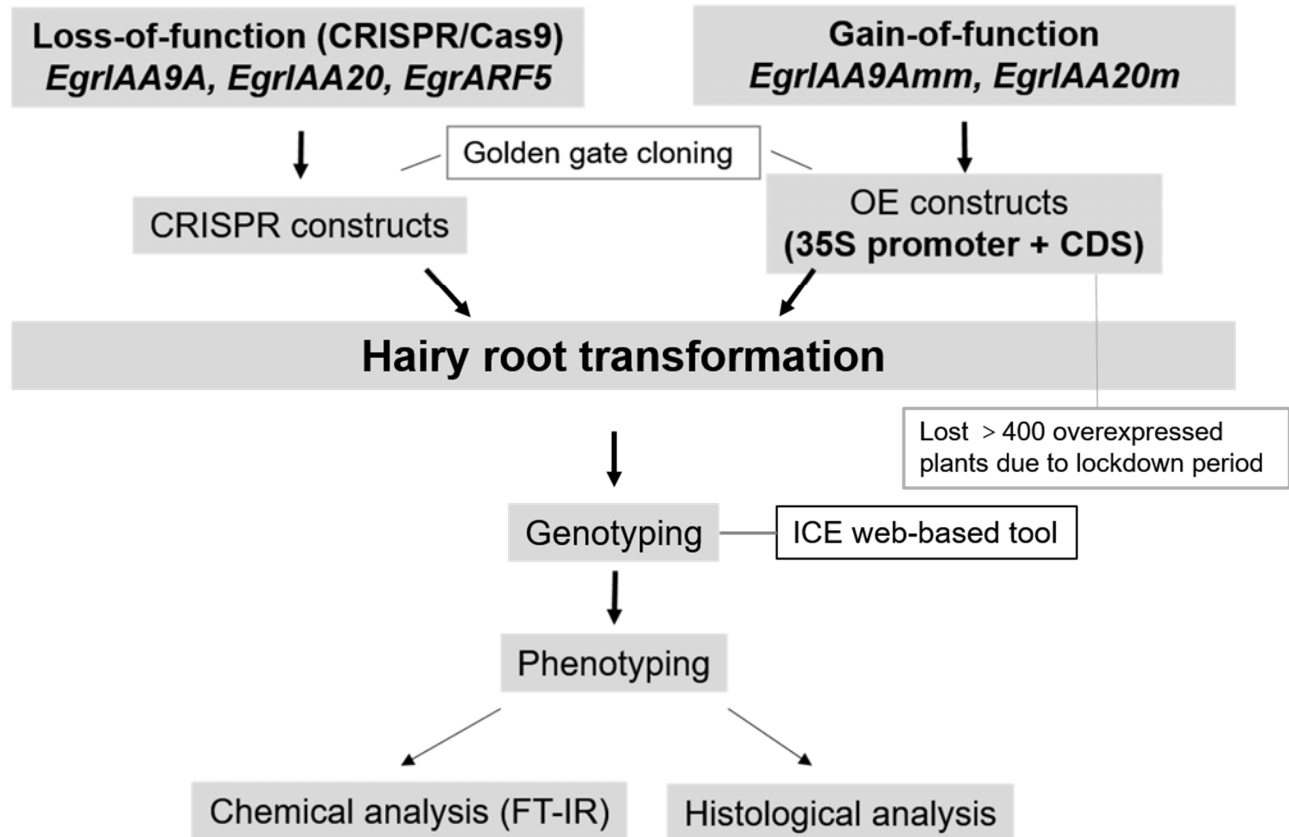 Loss-of-function (CRISPR/Cas9)
EgrIAA9A, EgrIAA20, EgrARF5
Gain-of-function
EgrIAA9Amm, EgrIAA20m
Golden gate cloning
CRISPR constructs
OE constructs
(35S promoter + CDS)
Hairy root transformation
Lost > 400 overexpressed
plants due to lockdown period
Genotyping
ICE web-based tool
Phenotyping
Chemical analysis (FT-IR)
Histological analysis